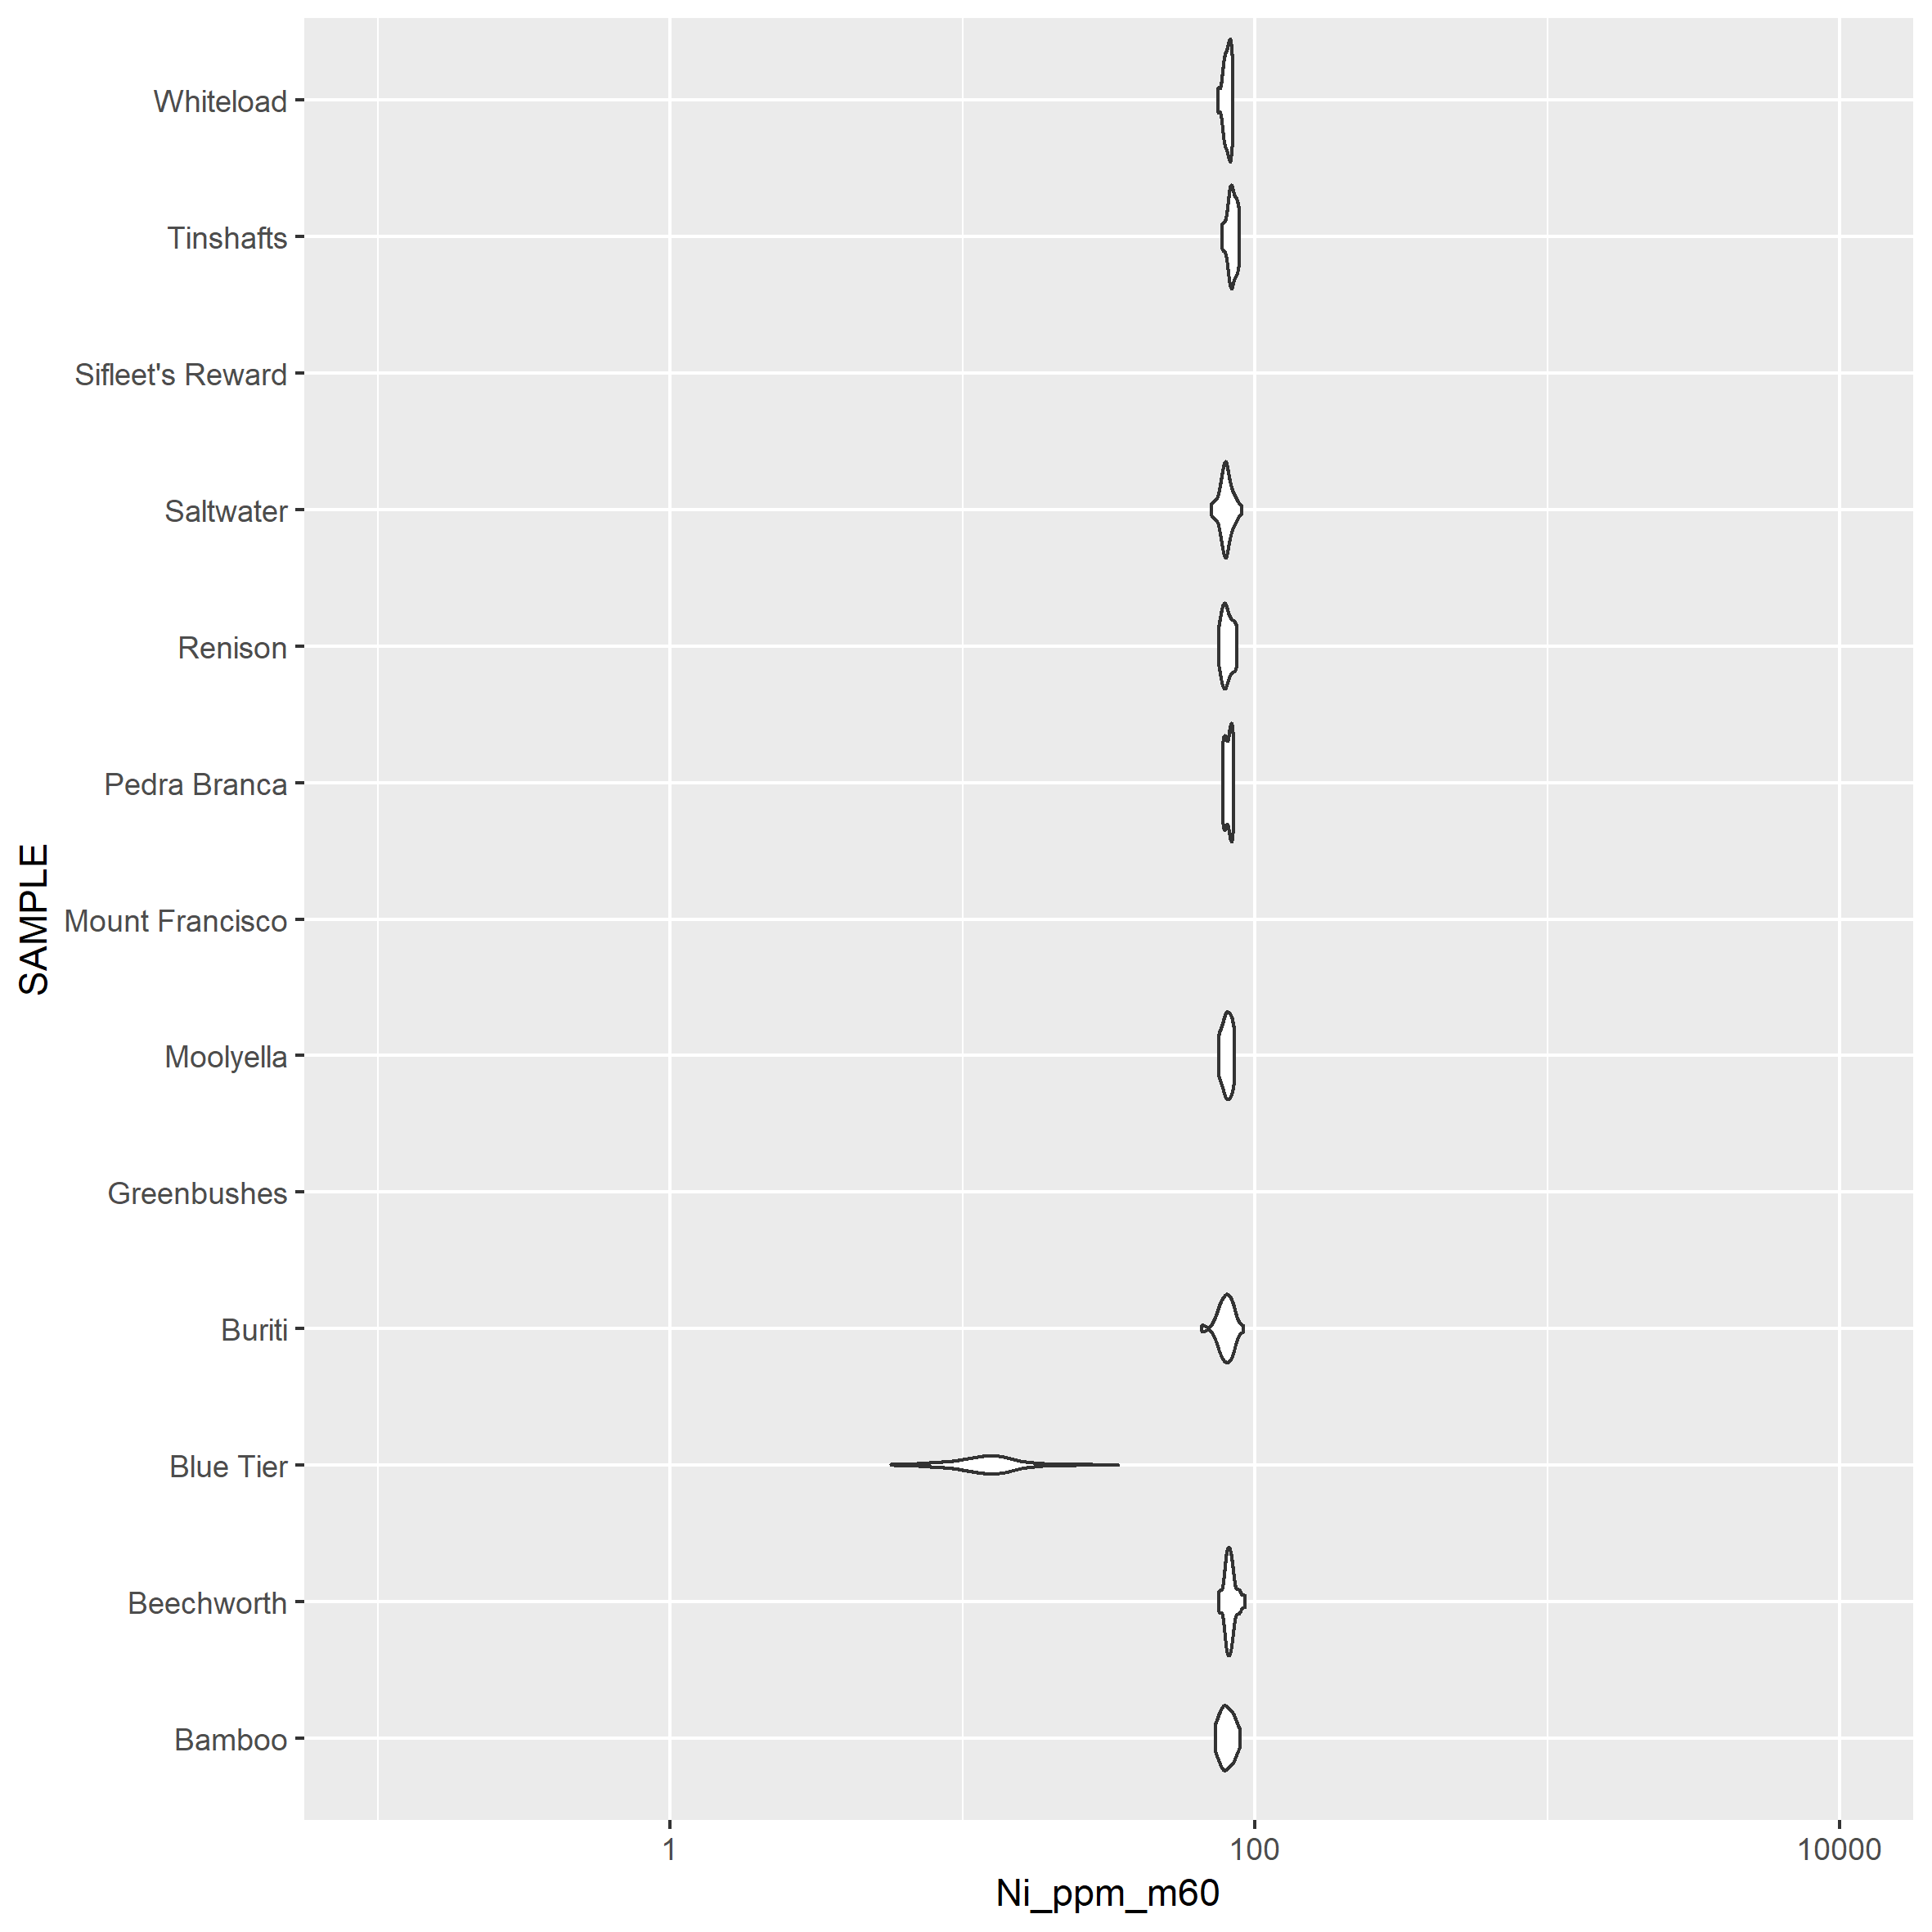 Whiteload
Tinshafts
Sifleet's Reward
Saltwater
Renison
Pedra Branca
Mount Francisco
Moolyella
Greenbushes
Buriti
Blue Tier
Beechworth
Bamboo
SAMPLE
1
100
10000
Ni_ppm_m60